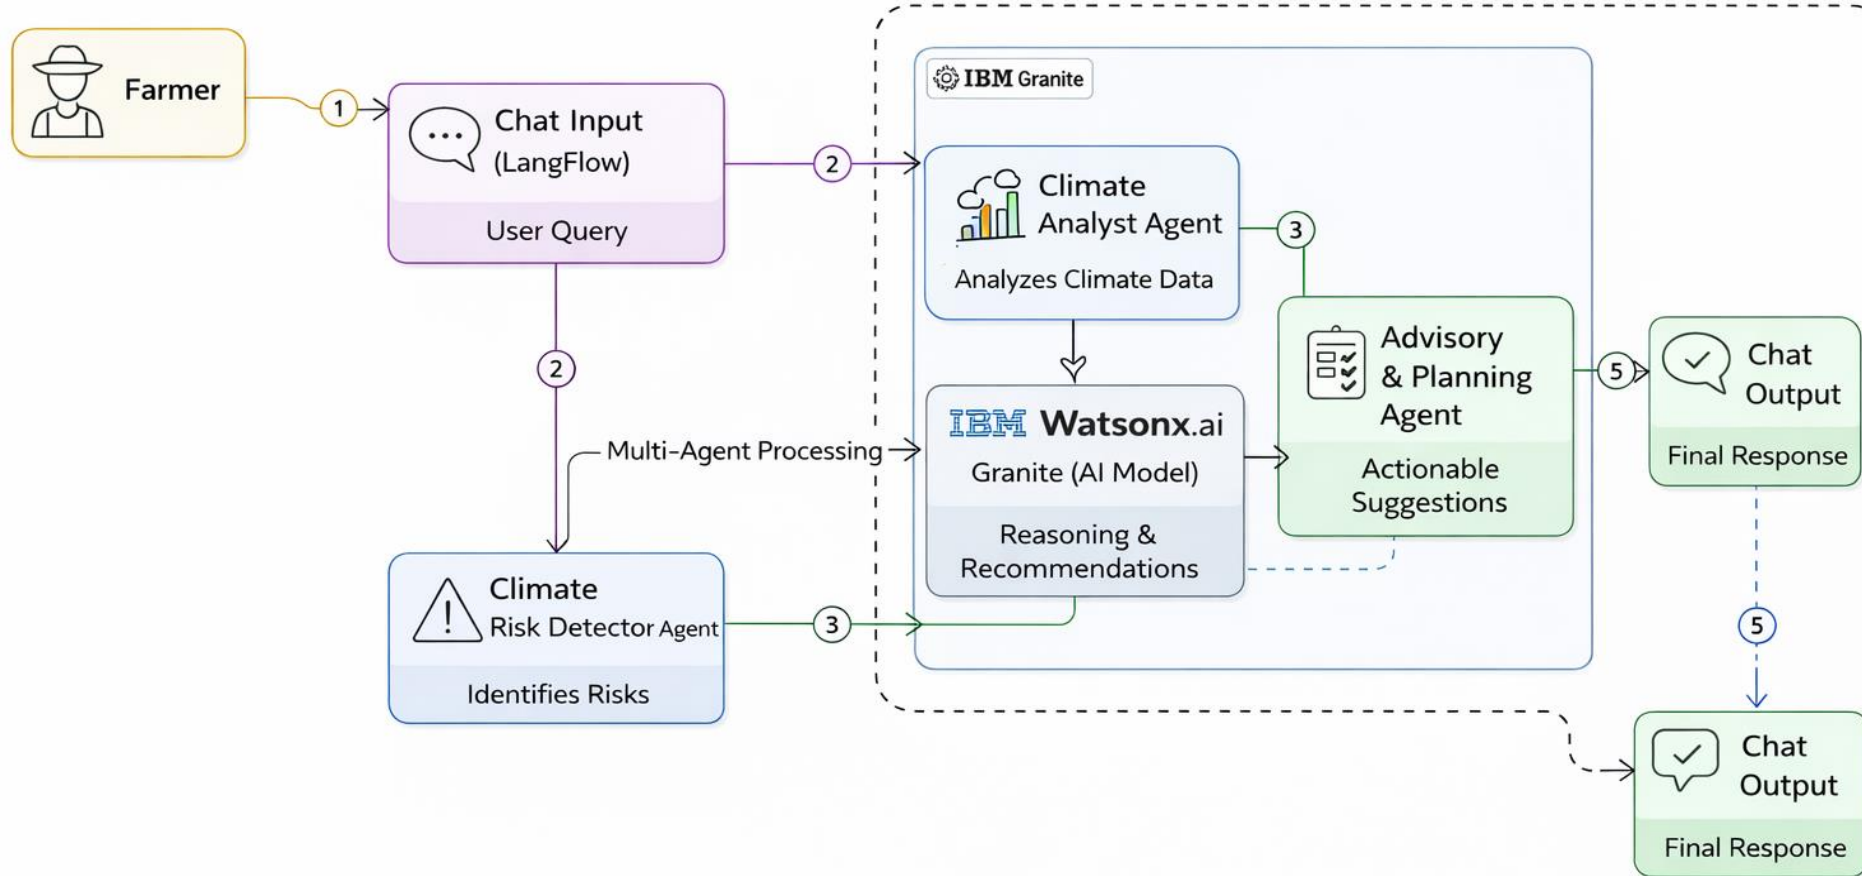 Farmer
1
Chat Input
(LangFlow)
User Query
2
2
IBM Granite
Climate
Analyst Agent
Analyzes Climate Data
3
Multi-Agent Processing
IBM Watsonx.ai
Granite (AI Model)
Reasoning &
Recommendations
Advisory
& Planning
Agent
Actionable
Suggestions
5
Chat
Output
Final Response
Climate
Risk Detector Agent
Identifies Risks
3
5
Chat
Output
Final Response